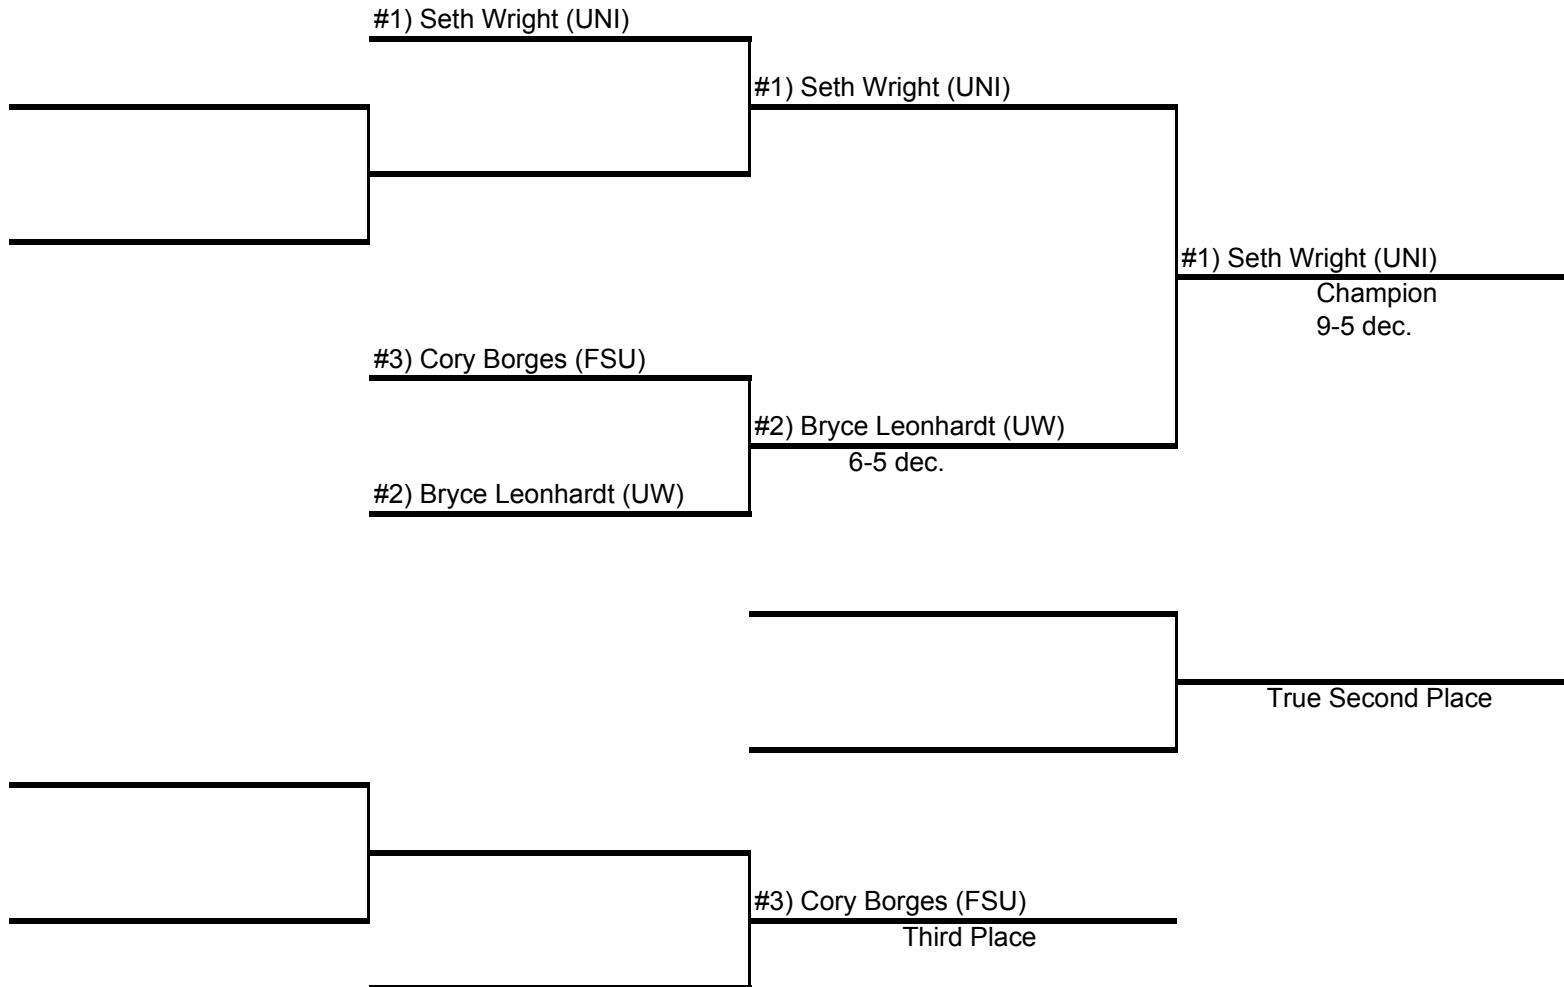 #1) Seth Wright (UNI)
#1) Seth Wright (UNI)
#1) Seth Wright (UNI)
Champion
9-5 dec.
#3) Cory Borges (FSU)
#2) Bryce Leonhardt (UW)
6-5 dec.
#2) Bryce Leonhardt (UW)
True Second Place
#3) Cory Borges (FSU)
Third Place